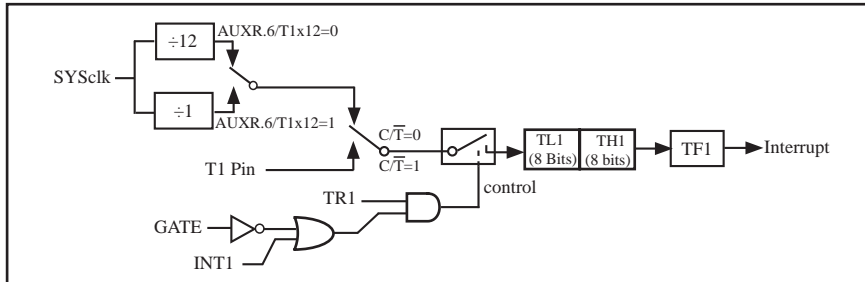 AUXR.6/T1x12=0
÷12
SYSclk
÷1
AUXR.6/T1x12=1
C/T̅=0
C/T̅=1
T1 Pin
TL1
(8 Bits)
TH1
(8 bits)
TF1
Interrupt
control
TR1
GATE
INT1